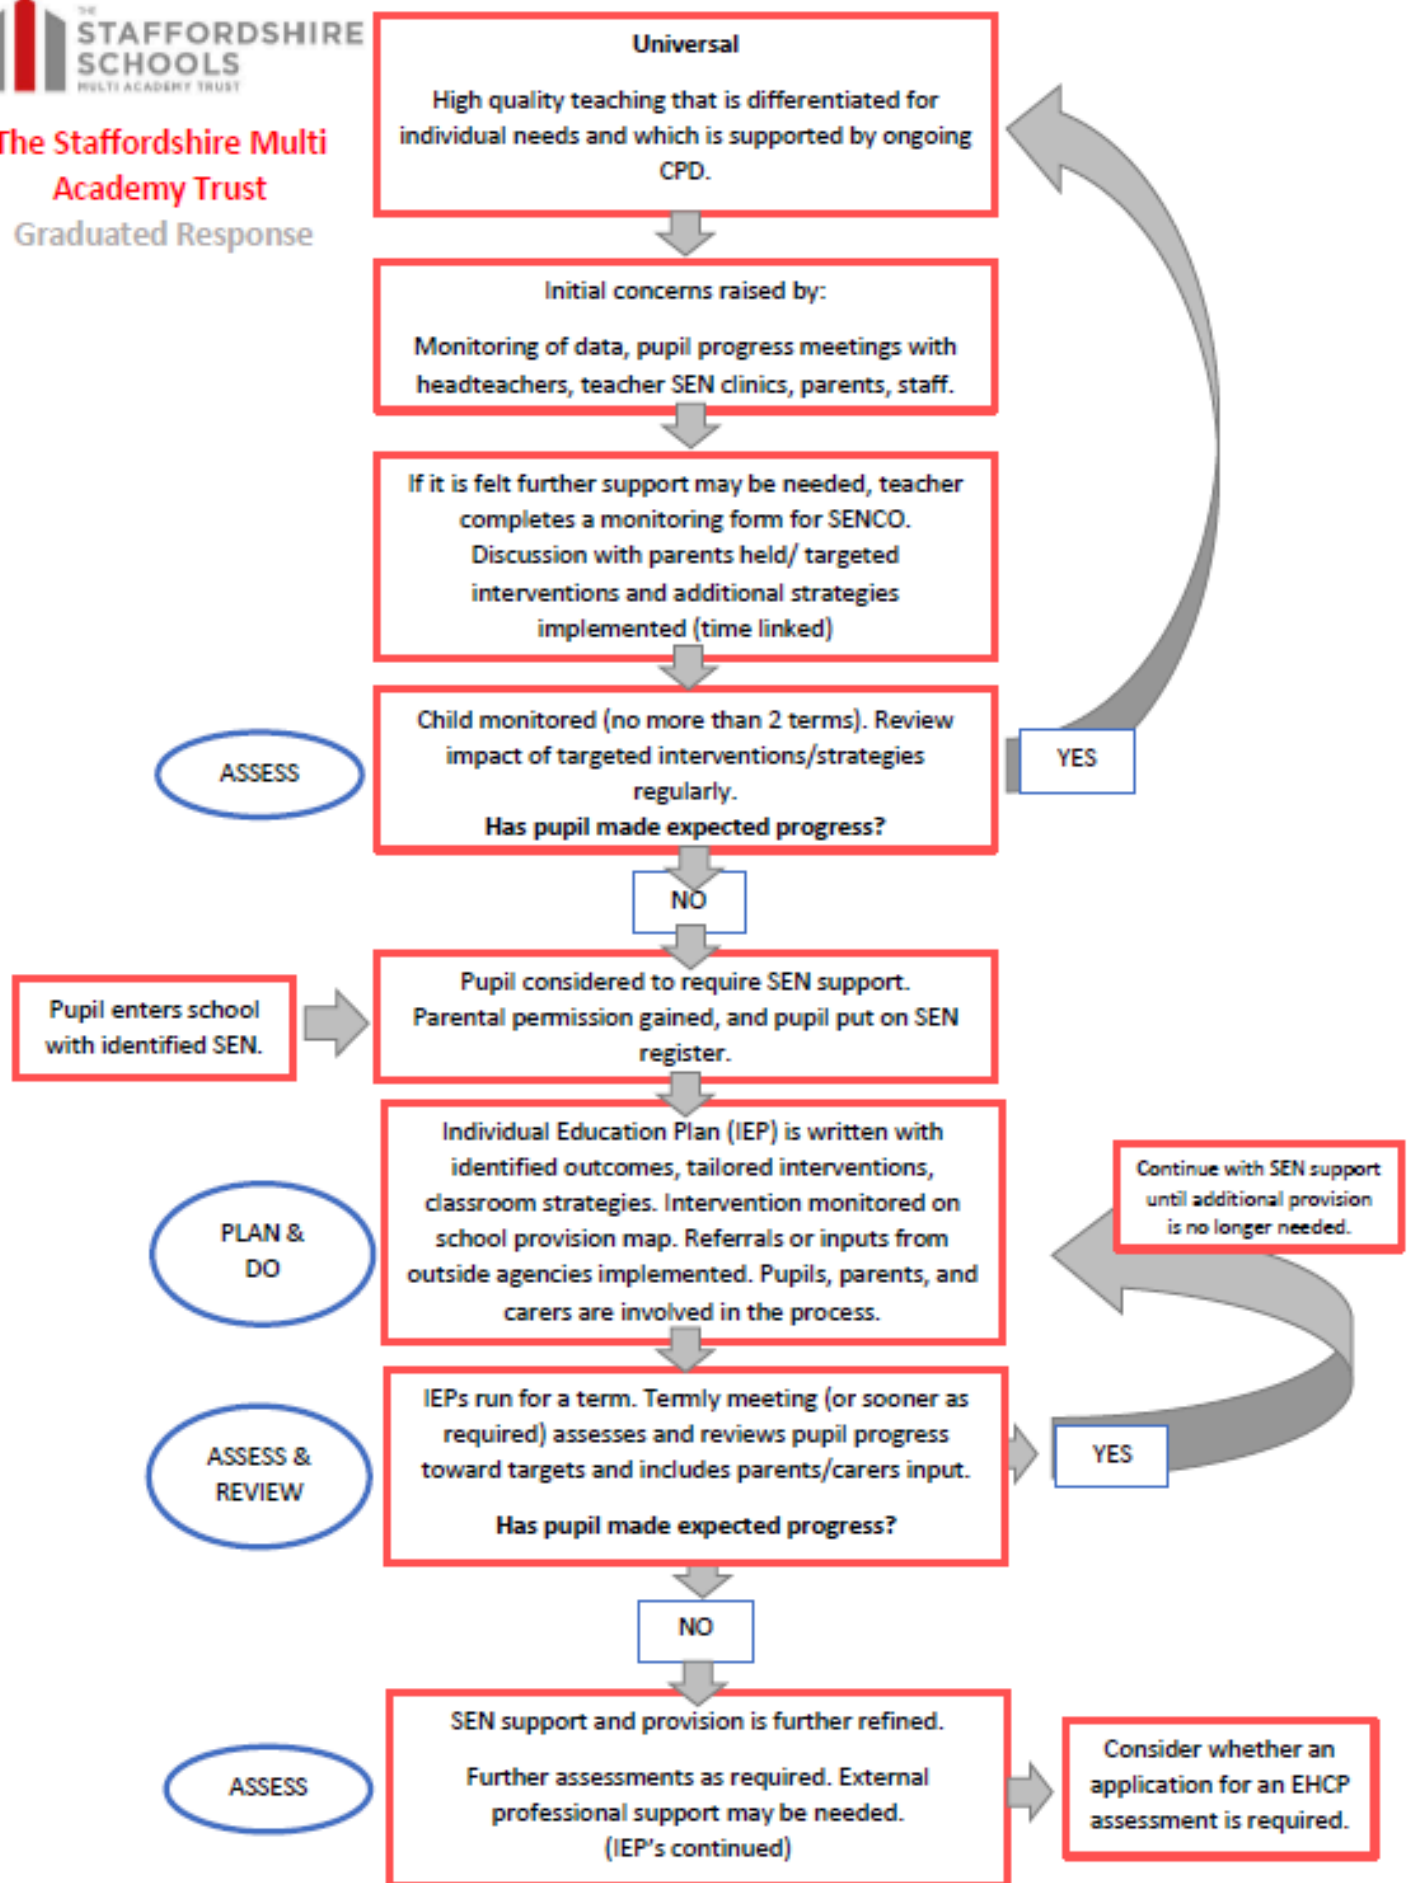 THE
STAFFORDSHIRE
SCHOOLS
MULTI ACADEMY TRUST
The Staffordshire Multi
Academy Trust
Graduated Response
Universal
High quality teaching that is differentiated for
individual needs and which is supported by ongoing
CPD.
Initial concerns raised by:
Monitoring of data, pupil progress meetings with
headteachers, teacher SEN clinics, parents, staff.
If it is felt further support may be needed, teacher
completes a monitoring form for SENCO.
Discussion with parents held/ targeted
interventions and additional strategies
implemented (time linked)
ASSESS
Child monitored (no more than 2 terms). Review
impact of targeted interventions/strategies
regularly.
Has pupil made expected progress?
YES
NO
Pupil enters school
with identified SEN.
Pupil considered to require SEN support.
Parental permission gained, and pupil put on SEN
register.
PLAN &
DO
Individual Education Plan (IEP) is written with
identified outcomes, tailored interventions,
classroom strategies. Intervention monitored on
school provision map. Referrals or inputs from
outside agencies implemented. Pupils, parents, and
carers are involved in the process.
Continue with SEN support
until additional provision
is no longer needed.
ASSESS &
REVIEW
IEPs run for a term. Termly meeting (or sooner as
required) assesses and reviews pupil progress
toward targets and includes parents/carers input.
Has pupil made expected progress?
YES
NO
ASSESS
SEN support and provision is further refined.
Further assessments as required. External
professional support may be needed.
(IEP's continued)
Consider whether an
application for an EHCP
assessment is required.